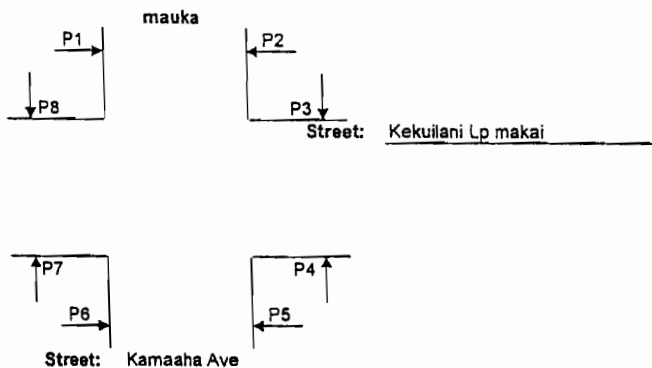 mauka
P1 P2
P8 P3
Street: Kekuilani Lp makai
P7 P4
P6 P5
Street: Kamaaha Ave